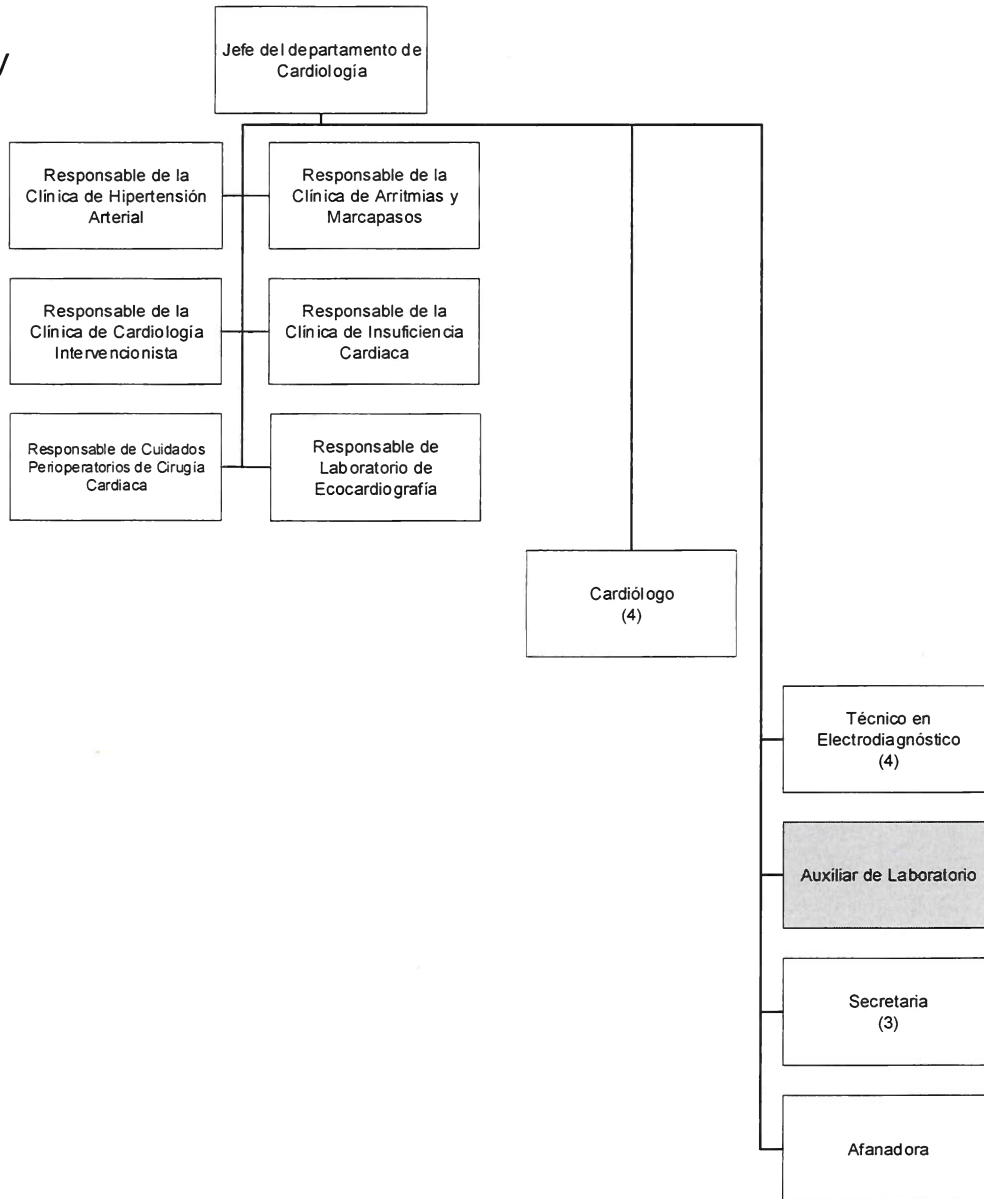 Jefe del departamento de
Cardiología
Responsable de la
Clínica de Hipertensión
Arterial
Responsable de la
Clínica de Arritmias y
Marcapasos
Responsable de la
Clínica de Cardiología
Intervencionista
Responsable de la
Clínica de Insuficiencia
Cardiaca
Responsable de Cuidados
Perioperatorios de Cirugía
Cardiaca
Responsable de
Laboratorio de
Ecocardiografía
Cardiólogo
(4)
Técnico en
Electrodiagnóstico
(4)
Auxiliar de Laboratorio
Secretaria
(3)
Afanadora